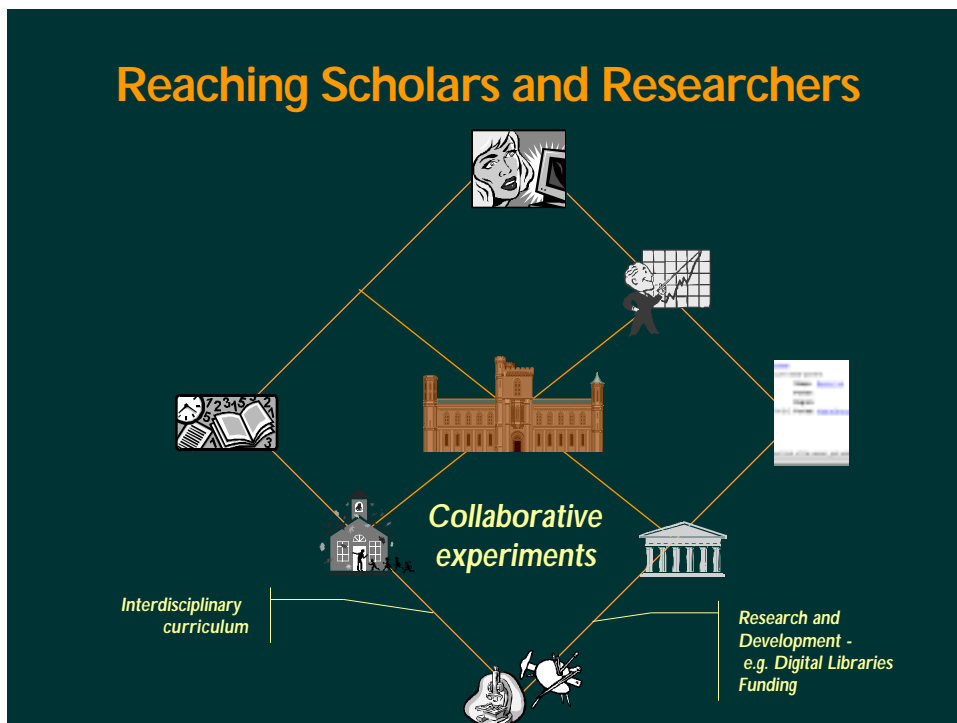 Reaching Scholars and Researchers
Collaborative
experiments
Interdisciplinary
curriculum
Research and
Development -
e.g. Digital Libraries
Funding